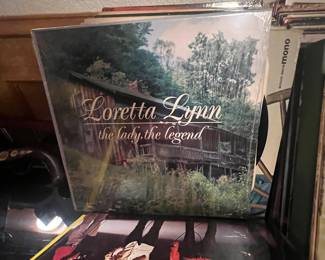 Loretta Lynn
the lady, the legend
mono